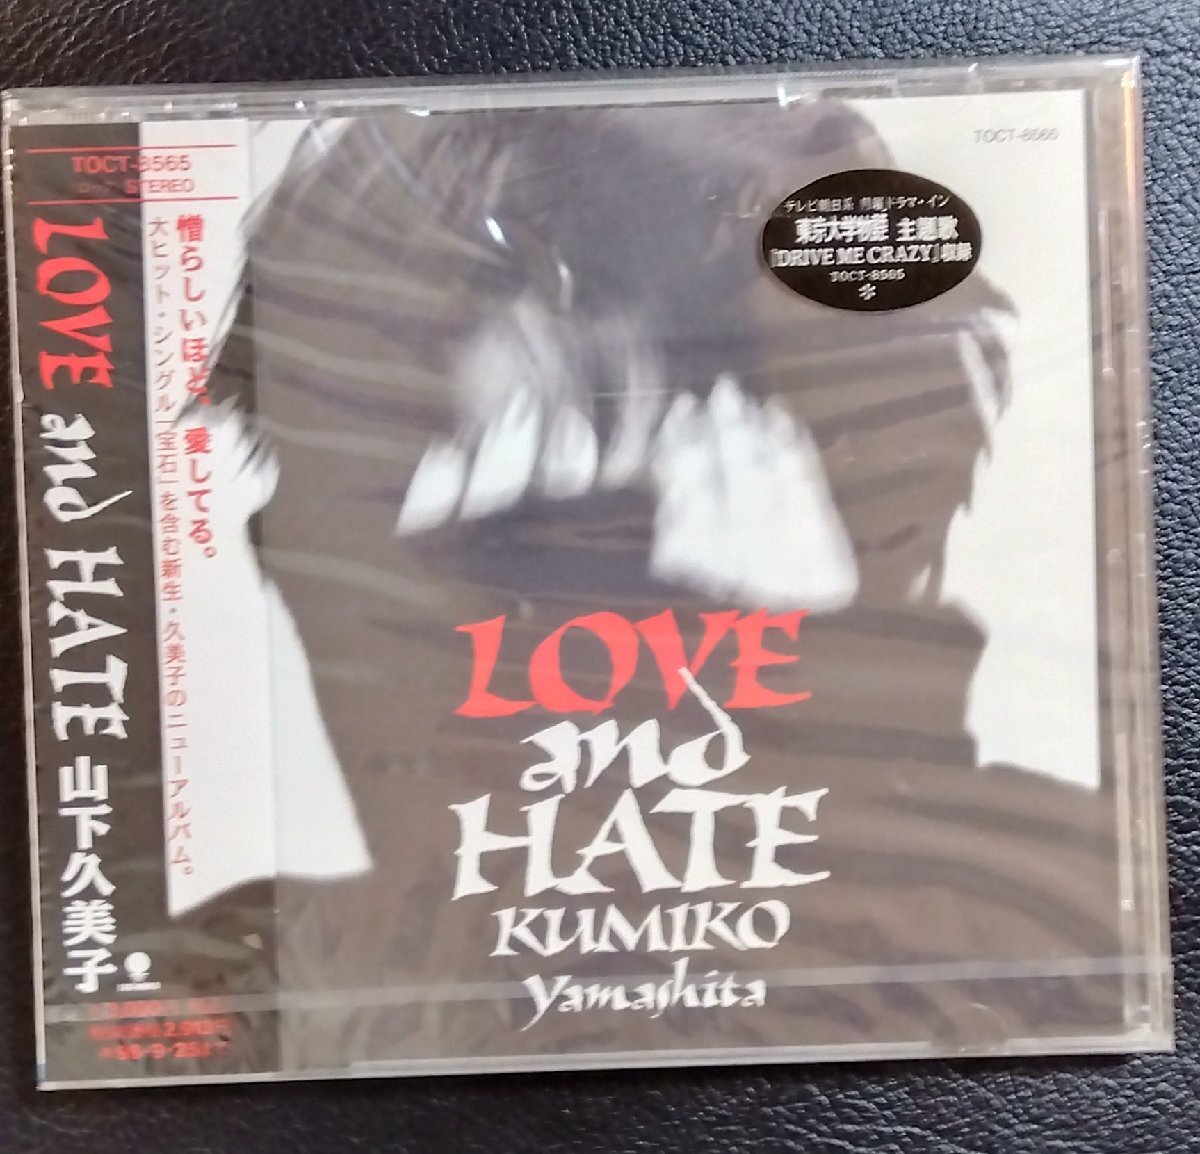 TOCT-8565
STEREO
憎らしいほど、愛してる。
大ヒット・シングル「宝石」を含む新生・久美子のニューアルバム。
LOVE and HATE 山下久美子
TOCT-8565
テレビ朝日系 月曜ドラマ・イン
東京大学物語 主題歌
「DRIVE ME CRAZY」収録
TOCT-8565
LOVE
and
HATE
KUMIKO
Yamashita